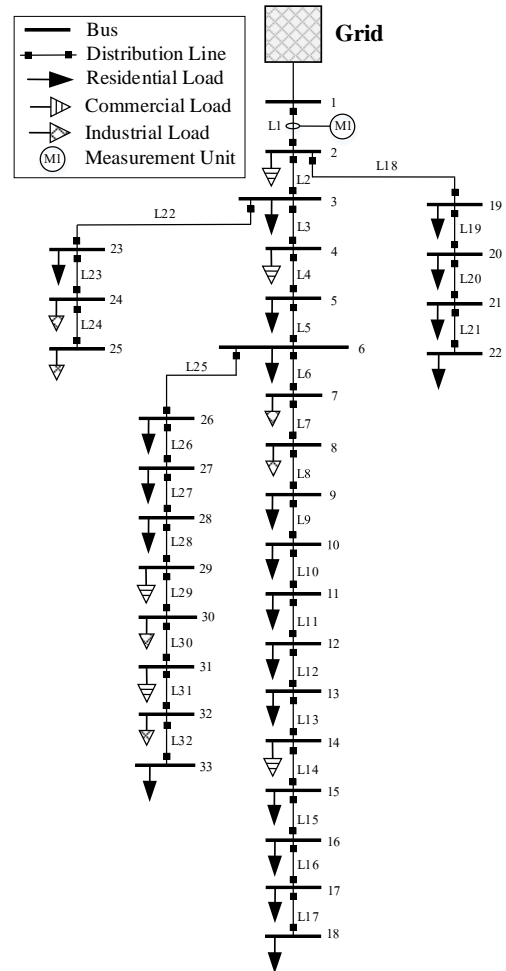 Bus
Distribution Line
Residential Load
Commercial Load
Industrial Load
M1 Measurement Unit
Grid
1
L1
M1
2
L2
L18
3
L22
L3
19
L19
23
L23
4
L4
20
L20
24
L24
5
L5
21
L21
25
6
22
L25
L6
7
L7
26
L26
8
L8
27
L27
9
L9
28
L28
10
L10
29
L29
11
L11
30
L30
12
L12
31
L31
13
L13
32
L32
14
L14
33
15
L15
16
L16
17
L17
18